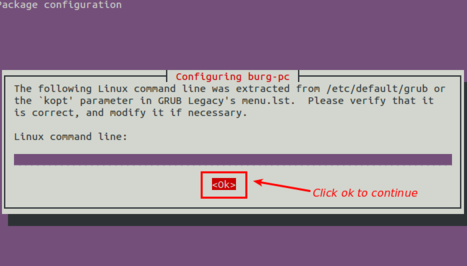 Package configuration
Configuring burg-pc
The following Linux command line was extracted from /etc/default/grub or
the `kopt' parameter in GRUB Legacy's menu.lst.  Please verify that it
is correct, and modify it if necessary.
Linux command line:
<Ok>
Click ok to continue